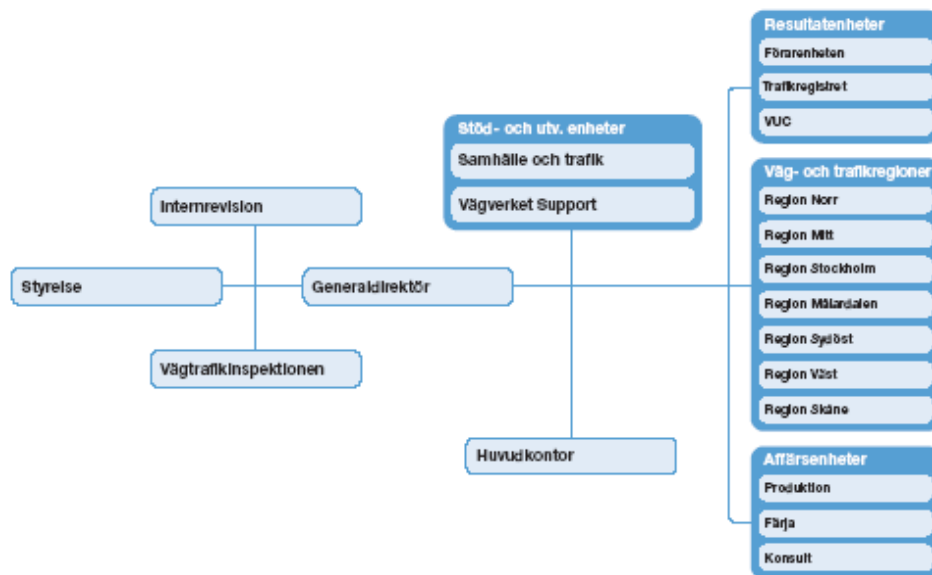 Resultatenheter
Förarenheten
Trafikregistret
VUC
Stöd- och utv. enheter
Samhälle och trafik
Vägverket Support
Väg- och trafikregioner
Region Norr
Region Mitt
Region Stockholm
Region Mälardalen
Region Sydöst
Region Väst
Region Skåne
Internrevision
Styrelse
Generaldirektör
Vägtrafikinspektionen
Huvudkontor
Affärsenheter
Produktion
Färja
Konsult